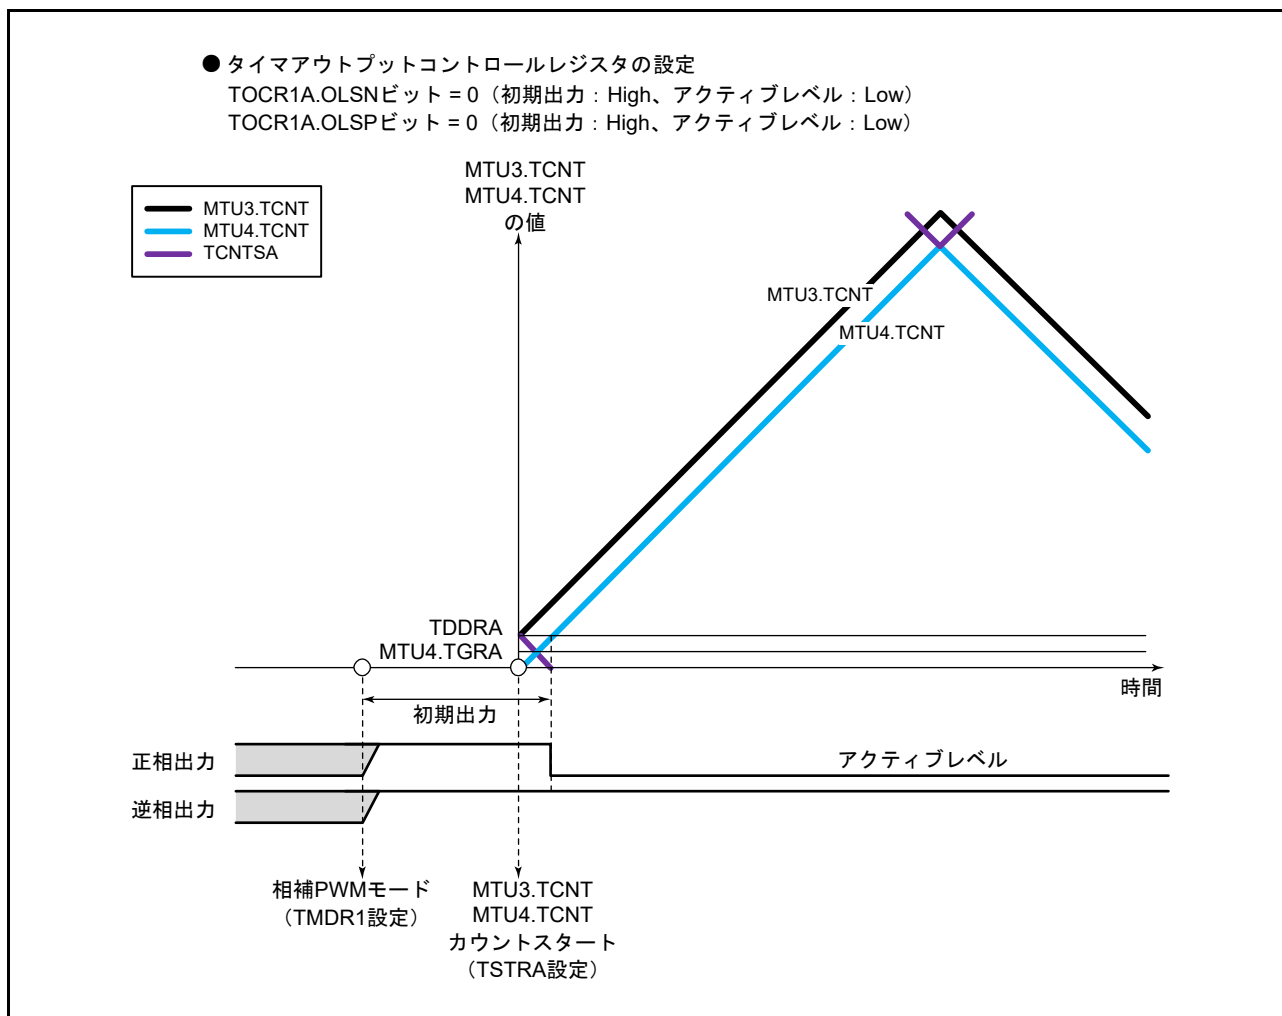 ● タイマアウトプットコントロールレジスタの設定
TOCR1A.OLSNビット = 0（初期出力：High、アクティブレベル：Low）
TOCR1A.OLSPビット = 0（初期出力：High、アクティブレベル：Low）
MTU3.TCNT
MTU4.TCNT
の値
MTU3.TCNT
MTU4.TCNT
TCNTSA
MTU3.TCNT
MTU4.TCNT
TDDRA
MTU4.TGRA
時間
初期出力
正相出力
アクティブレベル
逆相出力
相補PWMモード
（TMDR1設定）
MTU3.TCNT
MTU4.TCNT
カウントスタート
（TSTRA設定）